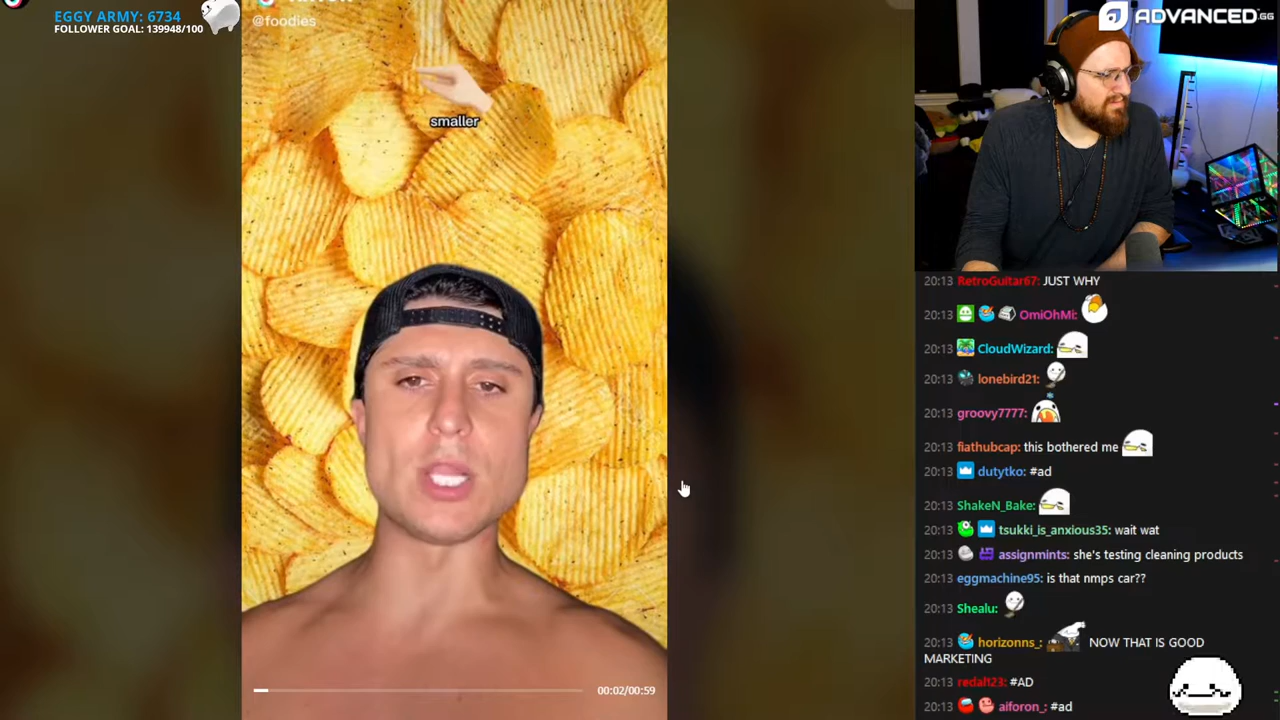 EGGY ARMY: 6734
FOLLOWER GOAL: 139948/100
@foodies
smaller
00:02/00:59
ADVANCED.GG
20:13 RetroGuitar67: JUST WHY
20:13 OmiOhMi:
20:13 CloudWizard:
20:13 lonebird21:
20:13 groovy7777:
20:13 fiathubcap: this bothered me
20:13 dutytko: #ad
20:13 ShakeN_Bake:
20:13 tsukki_is_anxious35: wait wat
20:13 assignmints: she's testing cleaning products
20:13 eggmachine95: is that nmps car??
20:13 Shealu:
20:13 horizonns_: NOW THAT IS GOOD
MARKETING
20:13 redalt23: #AD
20:13 aiforon_: #ad